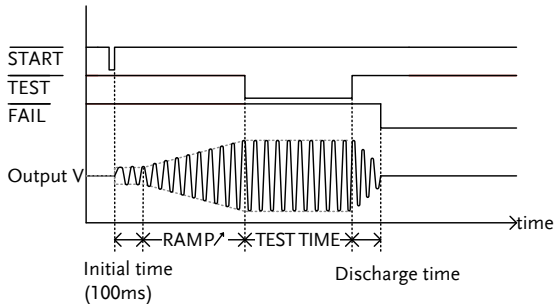 START
TEST
FAIL
Output V
time
RAMP↗ TEST TIME
Initial time
(100ms)
Discharge time